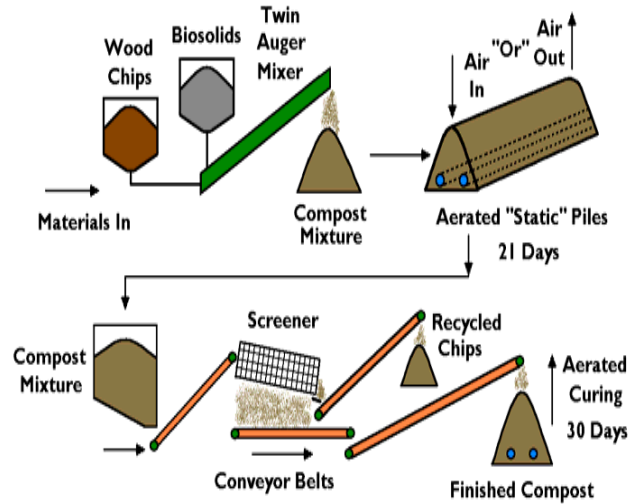 Wood
Chips
Biosolids
Twin
Auger
Mixer
Air "Or" Air
In Out
Materials In
Compost
Mixture
Aerated "Static" Piles
21 Days
Compost
Mixture
Screener
Recycled
Chips
Aerated
Curing
30 Days
Conveyor Belts
Finished Compost